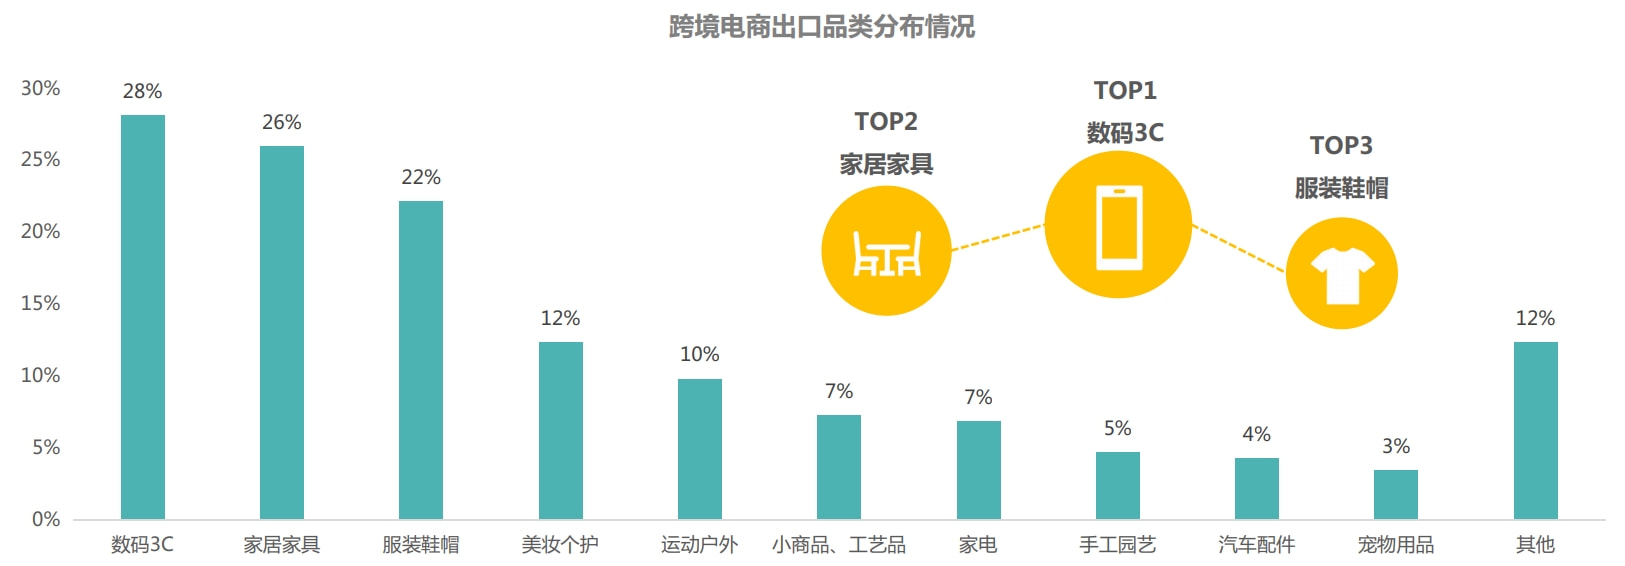 跨境电商出口品类分布情况
30%
25%
20%
15%
10%
5%
0%
28%
26%
22%
12%
10%
7%
7%
5%
4%
3%
12%
TOP2
家居家具
TOP1
数码3C
TOP3
服装鞋帽
数码3C
家居家具
服装鞋帽
美妆个护
运动户外
小商品、工艺品
家电
手工园艺
汽车配件
宠物用品
其他